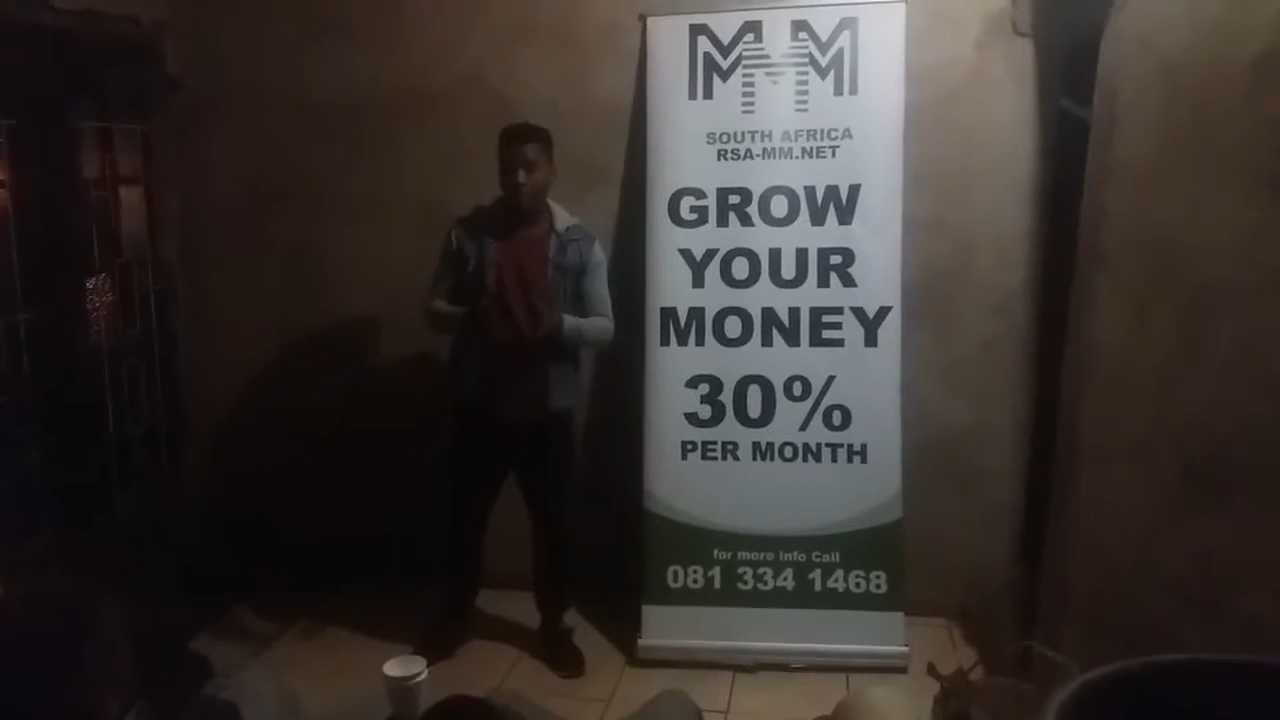 MMM
SOUTH AFRICA
RSA-MM.NET
GROW
YOUR
MONEY
30%
PER MONTH
for more info Call
081 334 1468